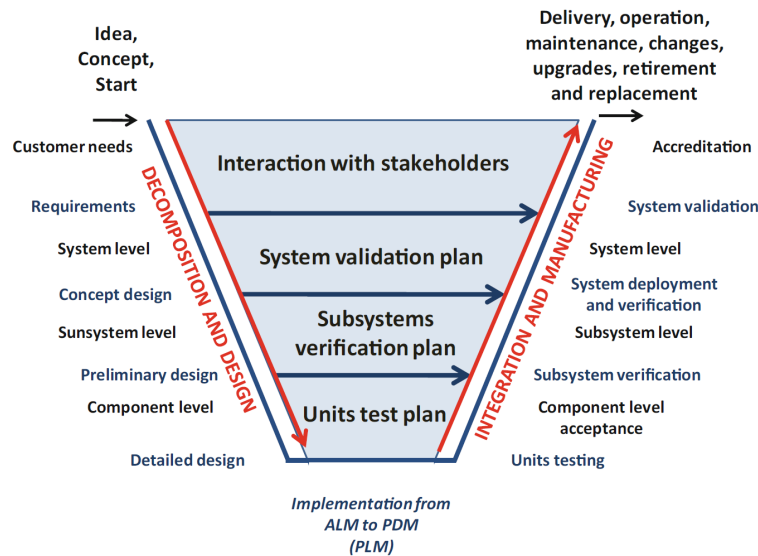 Idea,
Concept,
Start
Delivery, operation,
maintenance, changes,
upgrades, retirement
and replacement
Customer needs
Accreditation
Interaction with stakeholders
DECOMPOSITION AND DESIGN
INTEGRATION AND MANUFACTURING
Requirements
System validation
System level
System validation plan
System level
Concept design
System deployment
and verification
Sunsystem level
Subsystems
verification plan
Subsystem level
Preliminary design
Subsystem verification
Component level
Units test plan
Component level
acceptance
Detailed design
Units testing
Implementation from
ALM to PDM
(PLM)